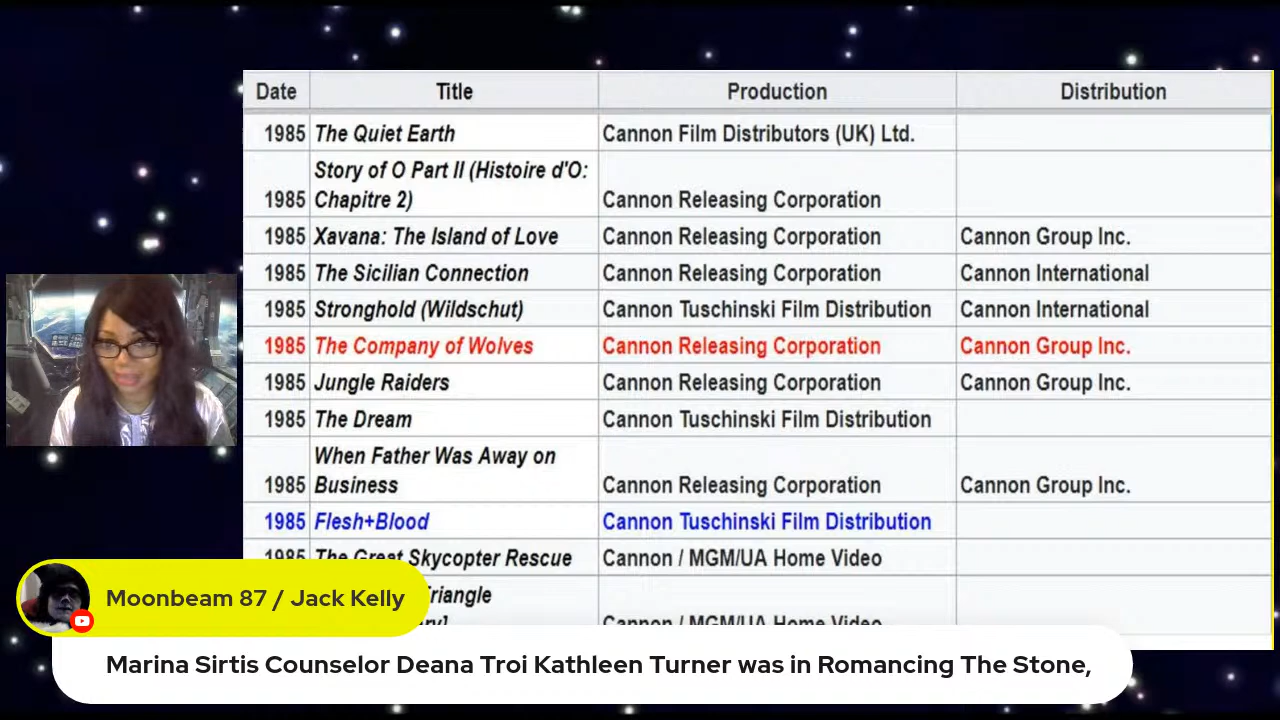 Date Title Production Distribution
1985 The Quiet Earth Cannon Film Distributors (UK) Ltd.
Story of O Part II (Histoire d'O:
1985 Chapitre 2) Cannon Releasing Corporation
1985 Xavana: The Island of Love Cannon Releasing Corporation Cannon Group Inc.
1985 The Sicilian Connection Cannon Releasing Corporation Cannon International
1985 Stronghold (Wildschut) Cannon Tuschinski Film Distribution Cannon International
1985 The Company of Wolves Cannon Releasing Corporation Cannon Group Inc.
1985 Jungle Raiders Cannon Releasing Corporation Cannon Group Inc.
1985 The Dream Cannon Tuschinski Film Distribution
When Father Was Away on
1985 Business Cannon Releasing Corporation Cannon Group Inc.
1985 Flesh+Blood Cannon Tuschinski Film Distribution
1985 The Great Skycopter Rescue Cannon / MGM/UA Home Video
Triangle
Cannon / MGM/UA Home Video
Moonbeam 87 / Jack Kelly
Marina Sirtis Counselor Deana Troi Kathleen Turner was in Romancing The Stone,